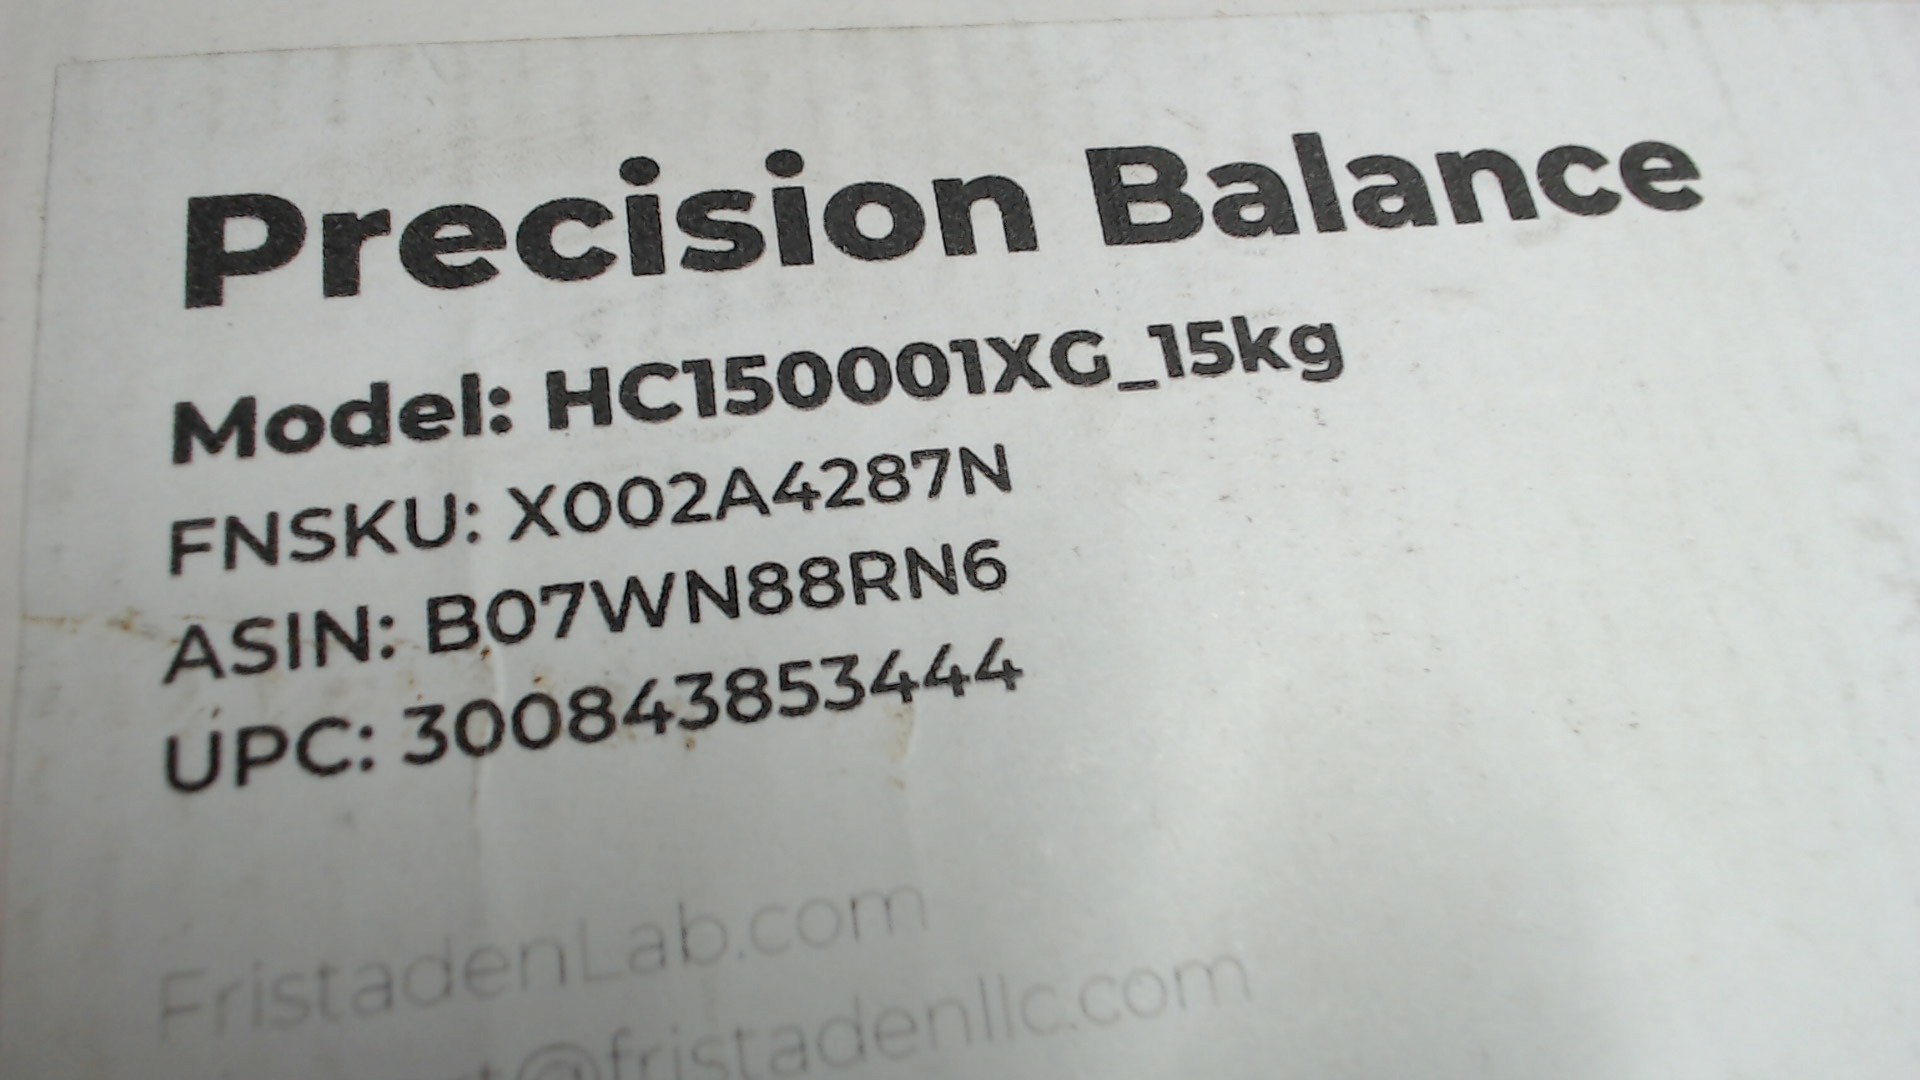 Precision Balance
Model: HC150001XG_15kg
FNSKU: X002A4287N
ASIN: B07WN88RN6
UPC: 300843853444
FristadenLab.com
@fristadenllc.com